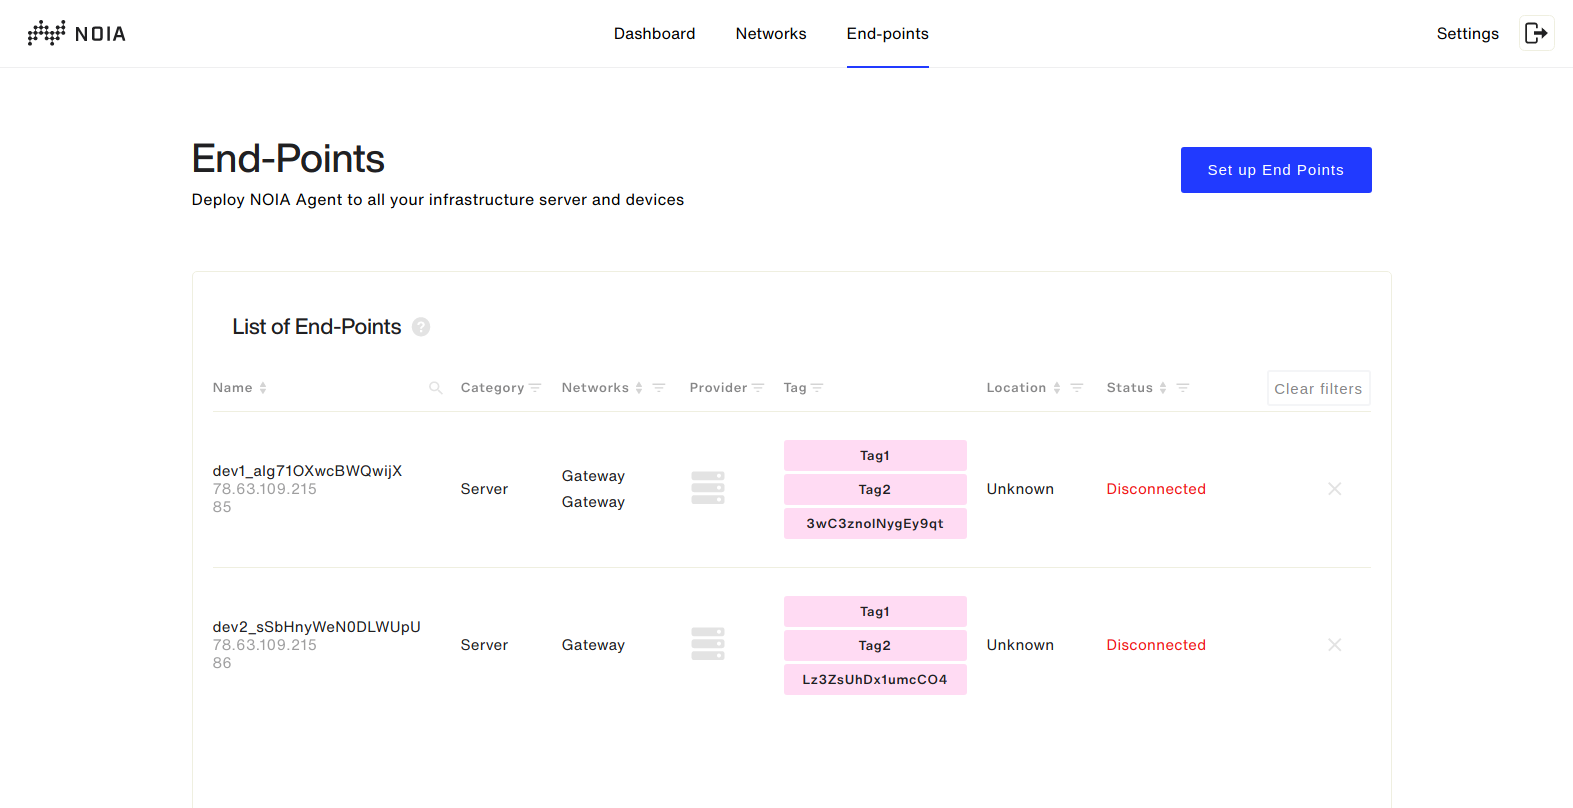 NOIA
Dashboard
Networks
End-points
Settings
End-Points
Set up End Points
Deploy NOIA Agent to all your infrastructure server and devices
List of End-Points ?
Name Category Networks Provider Tag Location Status Clear filters
dev1_alg71OXwcBWQwijX
78.63.109.215
85
Server
Gateway
Gateway
Tag1
Tag2
3wC3znolNygEy9qt
Unknown
Disconnected
dev2_sSbHnyWeN0DLWUpU
78.63.109.215
86
Server
Gateway
Tag1
Tag2
Lz3ZsUhDx1umcCO4
Unknown
Disconnected